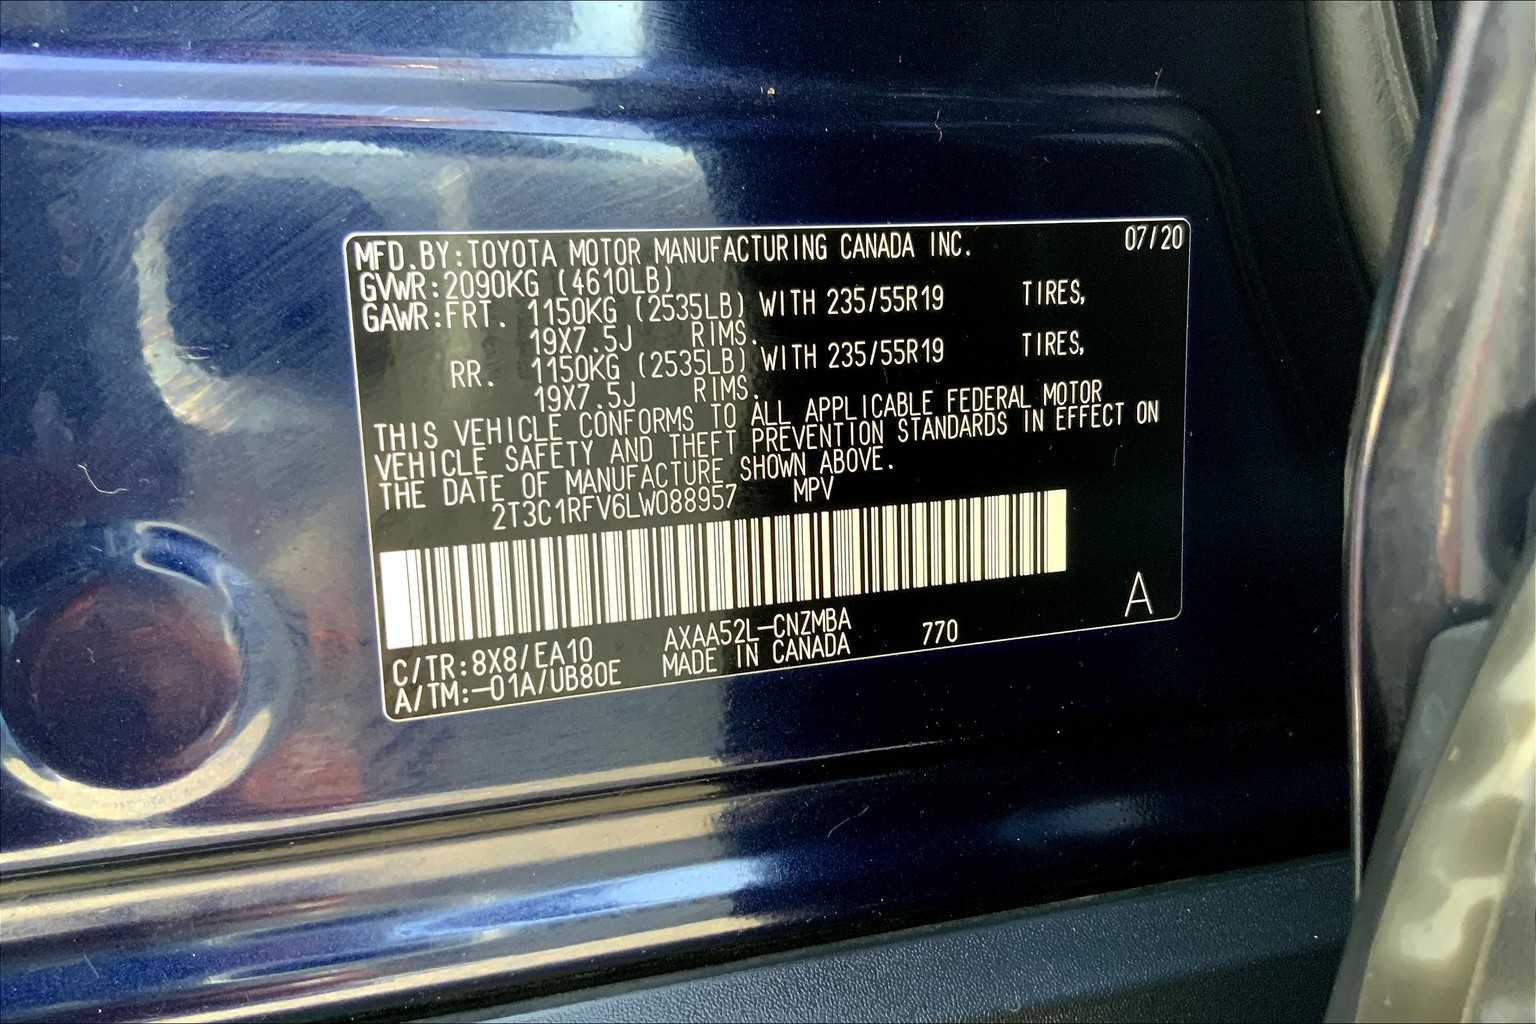 MFD.BY:TOYOTA MOTOR MANUFACTURING CANADA INC. 07/20
GVWR:2090KG (4610LB)
GAWR:FRT. 1150KG (2535LB) WITH 235/55R19 TIRES,
19X7.5J RIMS.
RR. 1150KG (2535LB) WITH 235/55R19 TIRES,
19X7.5J RIMS.
THIS VEHICLE CONFORMS TO ALL APPLICABLE FEDERAL MOTOR
VEHICLE SAFETY AND THEFT PREVENTION STANDARDS IN EFFECT ON
THE DATE OF MANUFACTURE SHOWN ABOVE.
2T3C1RFV6LW088957 MPV
C/TR:8X8/EA10 AXAA52L-CNZMBA 770 A
A/TM:-01A/UB80E MADE IN CANADA